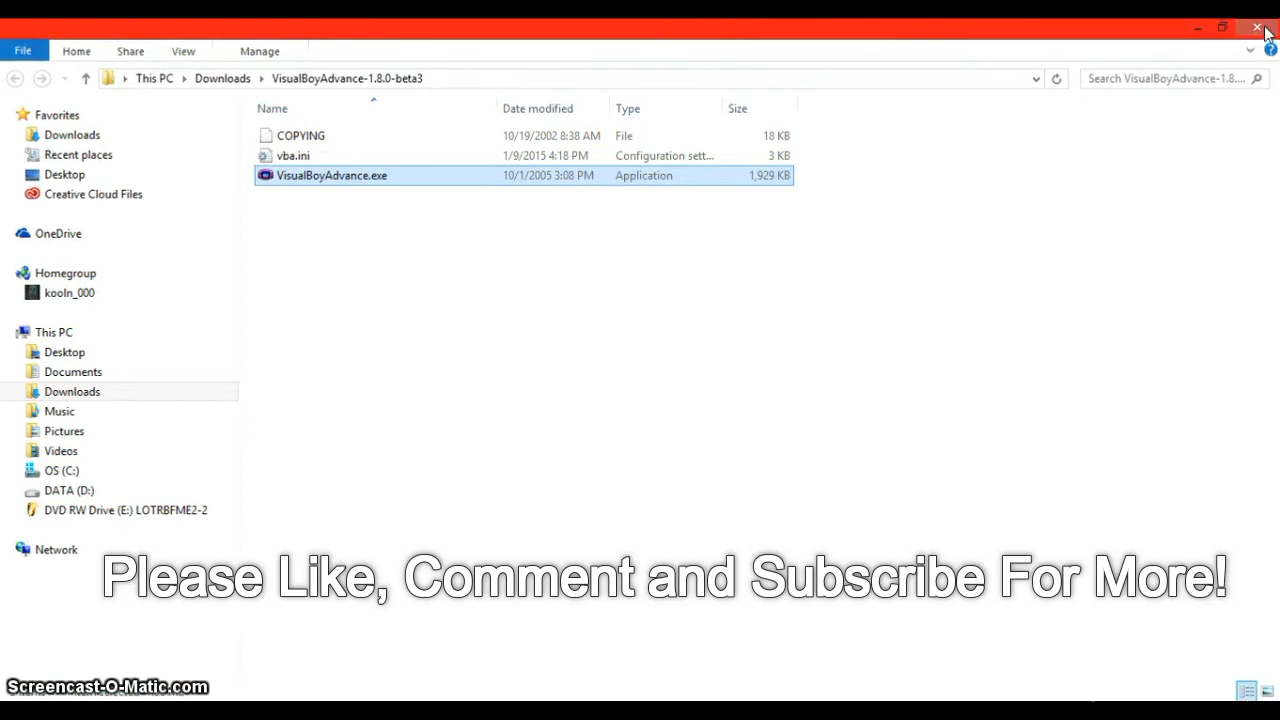 File Home Share View Manage
This PC Downloads VisualBoyAdvance-1.8.0-beta3 Search VisualBoyAdvance-1.8....
Name Date modified Type Size
COPYING 10/19/2002 8:38 AM File 18 KB
vba.ini 1/9/2015 4:18 PM Configuration sett... 3 KB
VisualBoyAdvance.exe 10/1/2005 3:08 PM Application 1,929 KB
Favorites
Downloads
Recent places
Desktop
Creative Cloud Files
OneDrive
Homegroup
kooln_000
This PC
Desktop
Documents
Downloads
Music
Pictures
Videos
OS (C:)
DATA (D:)
DVD RW Drive (E:) LOTRBFME2-2
Network
Please Like, Comment and Subscribe For More!
Screencast-O-Matic.com